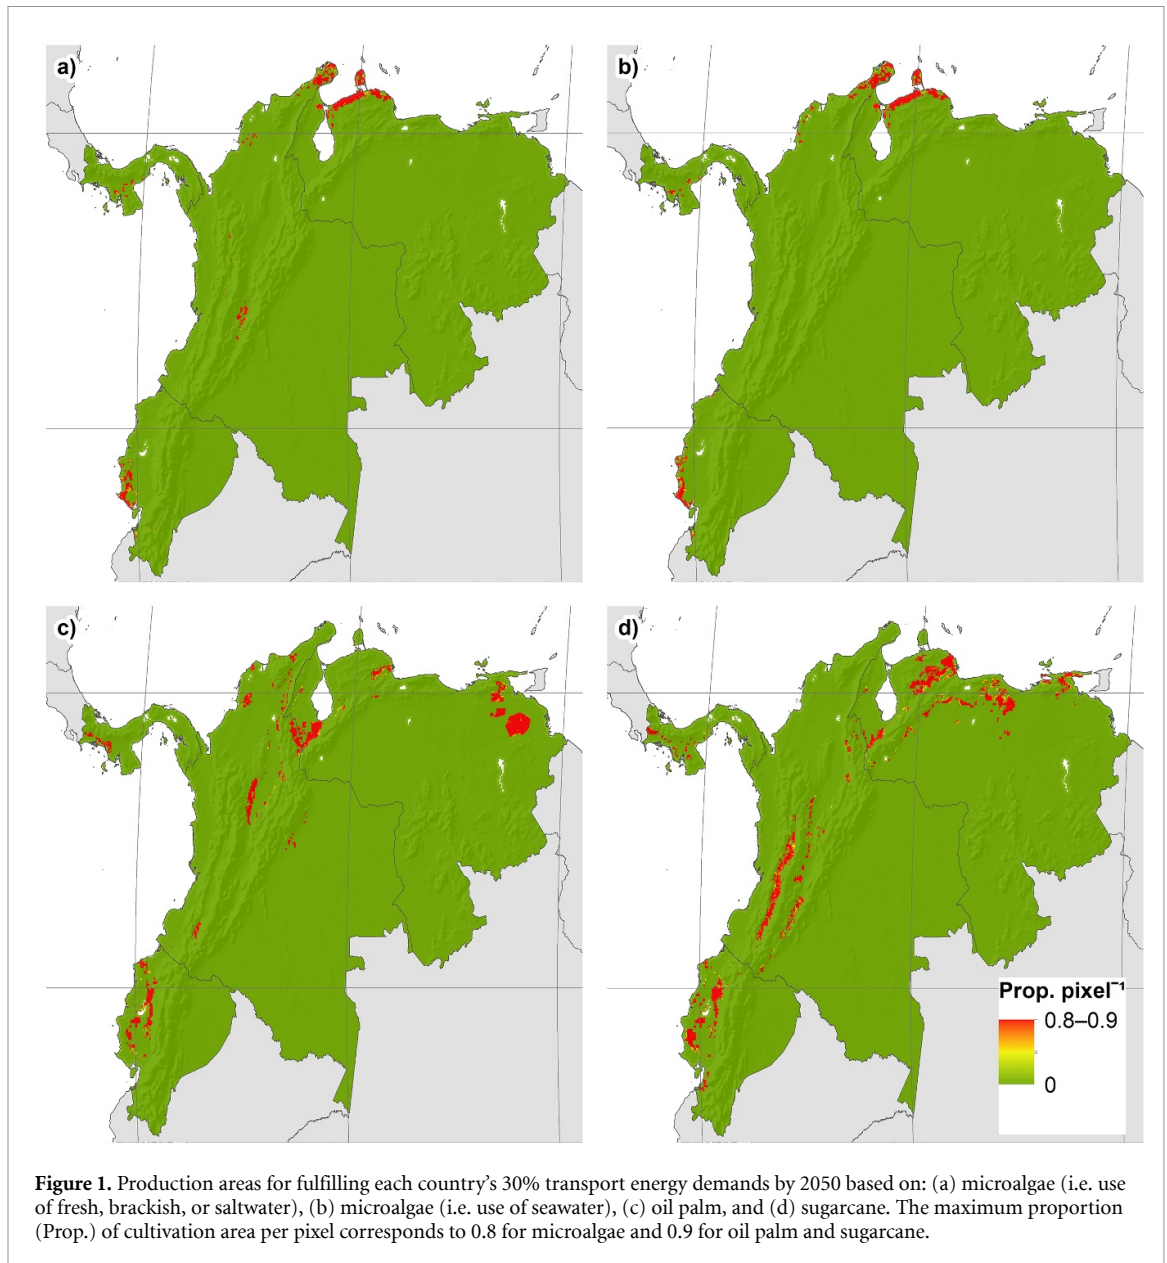 a)
b)
c)
d)
Prop. pixel⁻¹
0.8–0.9
0
Figure 1. Production areas for fulfilling each country's 30% transport energy demands by 2050 based on: (a) microalgae (i.e. use
of fresh, brackish, or saltwater), (b) microalgae (i.e. use of seawater), (c) oil palm, and (d) sugarcane. The maximum proportion
(Prop.) of cultivation area per pixel corresponds to 0.8 for microalgae and 0.9 for oil palm and sugarcane.